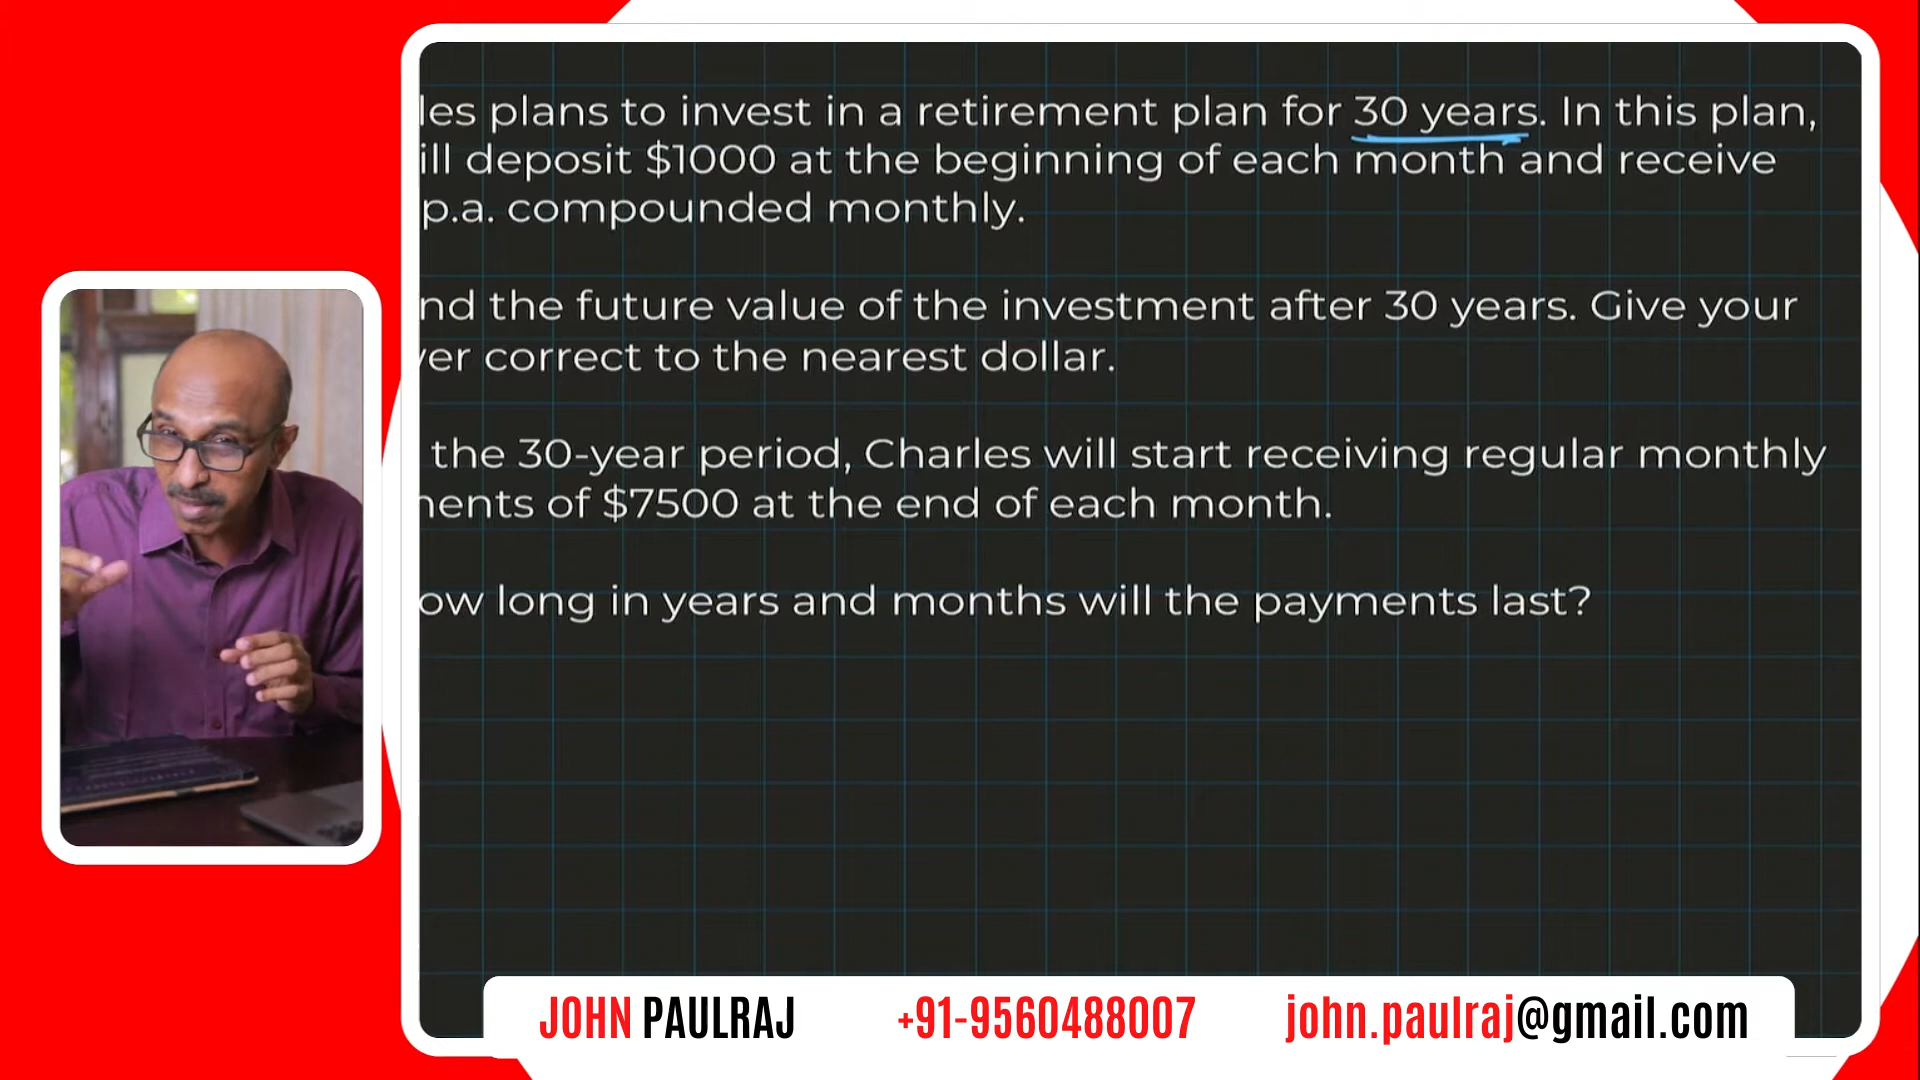 les plans to invest in a retirement plan for 30 years. In this plan,
ill deposit $1000 at the beginning of each month and receive
p.a. compounded monthly.
nd the future value of the investment after 30 years. Give your
er correct to the nearest dollar.
the 30-year period, Charles will start receiving regular monthly
ments of $7500 at the end of each month.
ow long in years and months will the payments last?
JOHN PAULRAJ +91-9560488007 john.paulraj@gmail.com